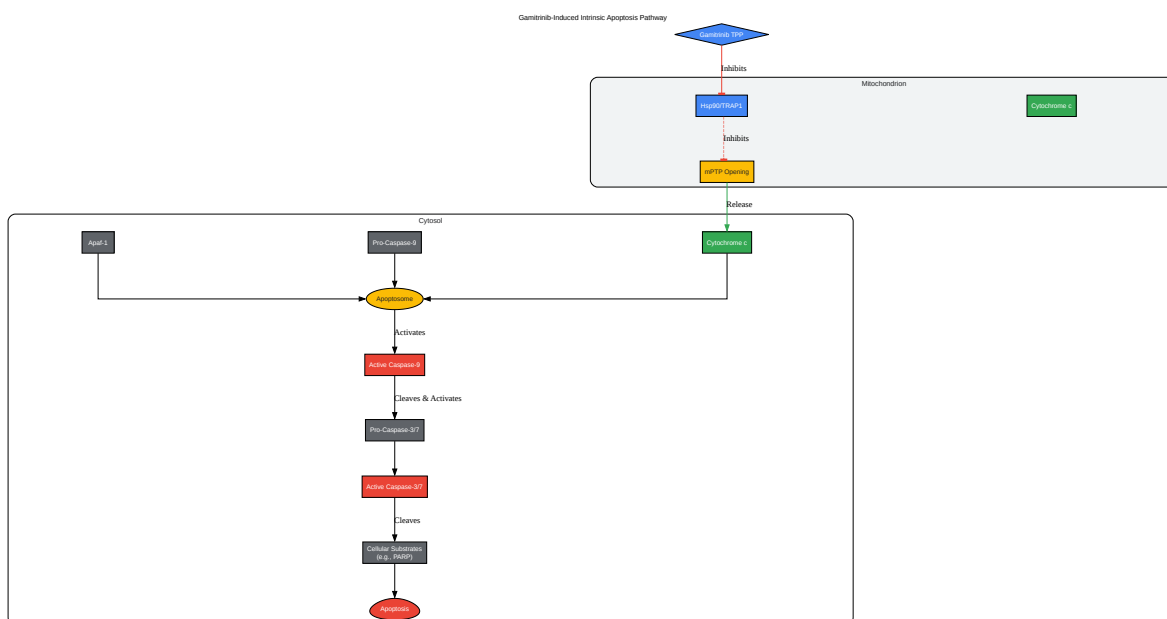 Gamitrinib-Induced Intrinsic Apoptosis Pathway
Gamitrinib TPP
Inhibits
Mitochondrion
Hsp90/TRAP1
Cytochrome c
Inhibits
mPTP Opening
Release
Cytosol
Apaf-1
Pro-Caspase-9
Cytochrome c
Apoptosome
Activates
Active Caspase-9
Cleaves & Activates
Pro-Caspase-3/7
Active Caspase-3/7
Cleaves
Cellular Substrates
(e.g., PARP)
Apoptosis